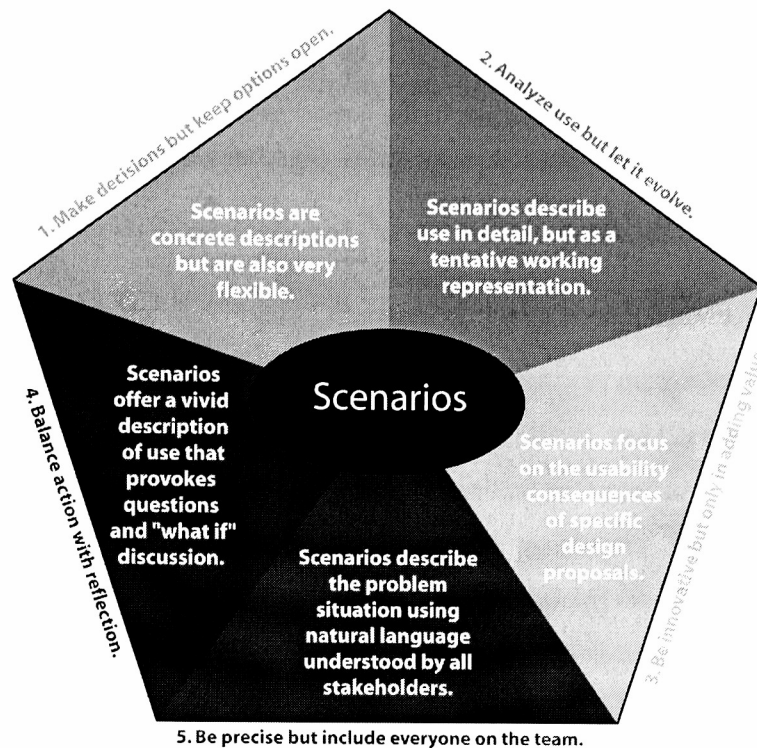 1. Make decisions but keep options open.
2. Analyze use but let it evolve.
Scenarios are
concrete descriptions
but are also very
flexible.
Scenarios describe
use in detail, but as a
tentative working
representation.
Scenarios
3. Be innovative but only in adding value.
Scenarios focus
on the usability
consequences
of specific
design
proposals.
4. Balance action with reflection.
Scenarios
offer a vivid
description
of use that
provokes
questions
and "what if"
discussion.
Scenarios describe
the problem
situation using
natural language
understood by all
stakeholders.
5. Be precise but include everyone on the team.